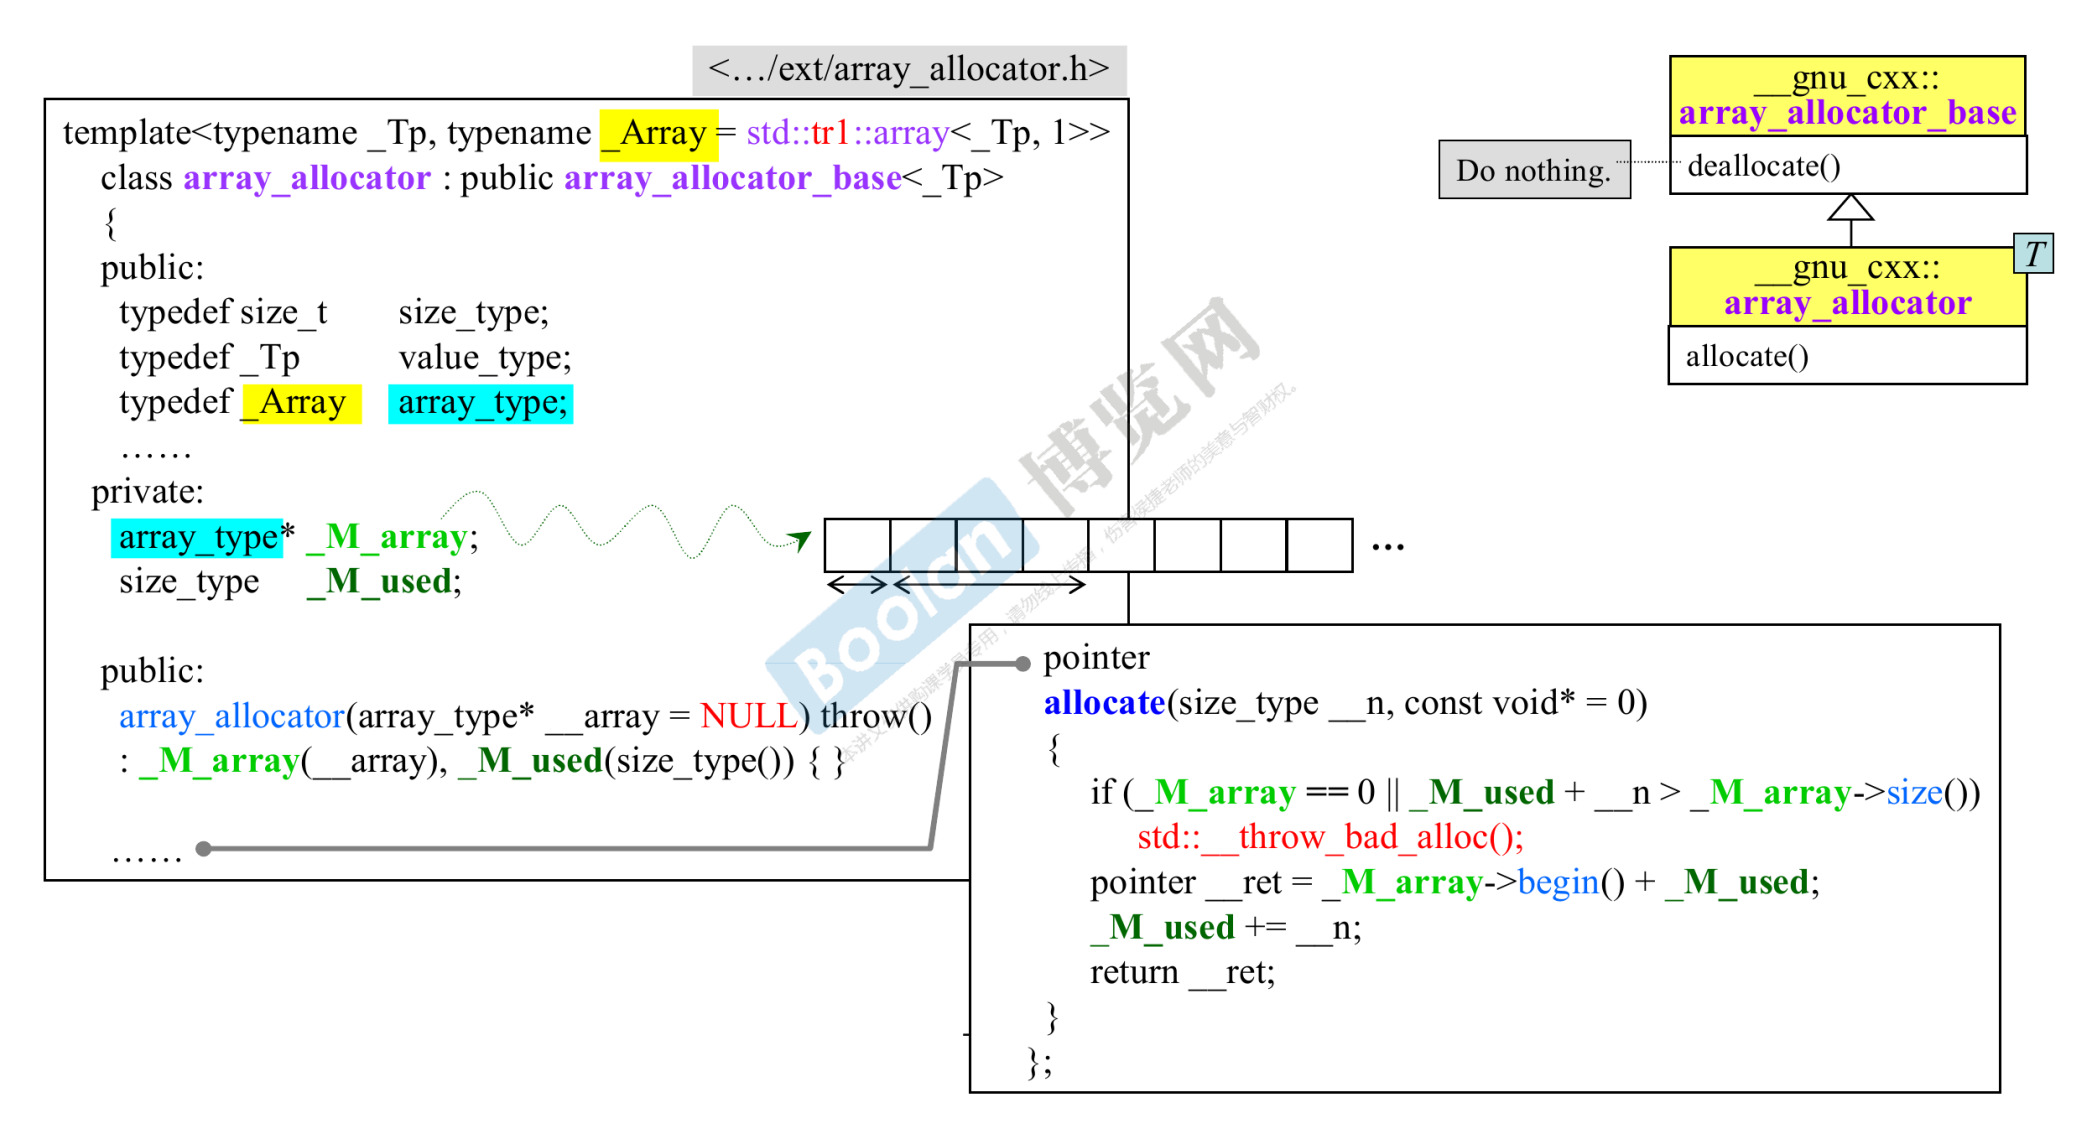 <…/ext/array_allocator.h>
template<typename _Tp, typename _Array = std::tr1::array<_Tp, 1>>
class array_allocator : public array_allocator_base<_Tp>
{
public:
typedef size_t size_type;
typedef _Tp value_type;
typedef _Array array_type;
……
private:
array_type* _M_array;
size_type _M_used;
public:
array_allocator(array_type* __array = NULL) throw()
: _M_array(__array), _M_used(size_type()) { }
……
...
pointer
allocate(size_type __n, const void* = 0)
{
if (_M_array == 0 || _M_used + __n > _M_array->size())
std::__throw_bad_alloc();
pointer __ret = _M_array->begin() + _M_used;
_M_used += __n;
return __ret;
}
};
__gnu_cxx::
array_allocator_base
Do nothing.
deallocate()
T
__gnu_cxx::
array_allocator
allocate()
Boolan 博览网